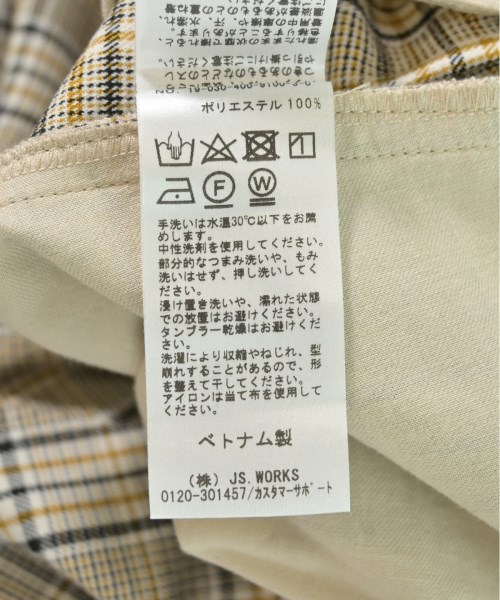 ポリエステル 100%
F W
手洗いは水温30℃以下をお薦
めします。
中性洗剤を使用してください。
部分的なつまみ洗いや、もみ
洗いはせず、押し洗いしてく
ださい。
浸け置き洗いや、濡れた状態
での放置はお避けください。
タンブラー乾燥はお避けくだ
さい。
洗濯により収縮やねじれ、型
崩れすることがあるので、形
を整えて干してください。
アイロンは当て布を使用して
ください。
ベトナム製
(株) JS.WORKS
0120-301457/カスタマーサポート